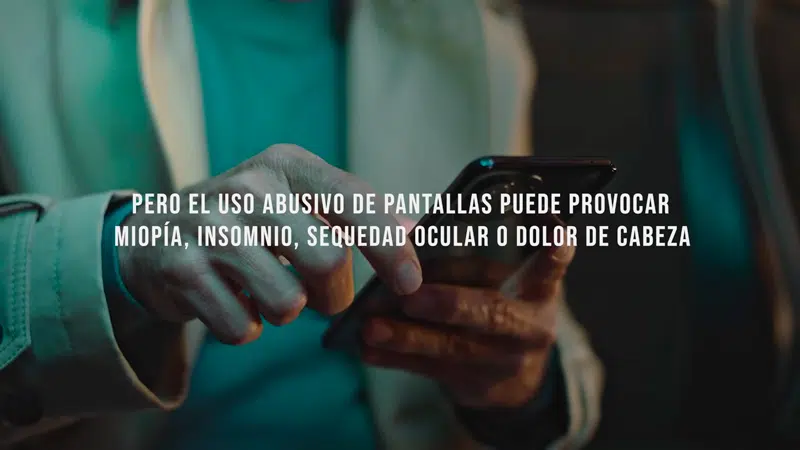 PERO EL USO ABUSIVO DE PANTALLAS PUEDE PROVOCAR
MIOPÍA, INSOMNIO, SEQUEDAD OCULAR O DOLOR DE CABEZA